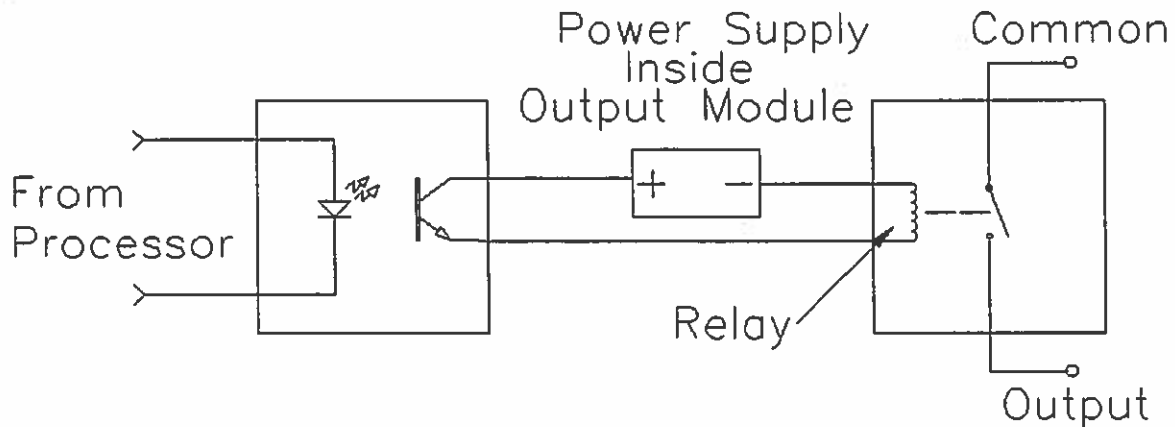 Power Supply
Inside
Output Module
Common
From
Processor
+ −
Relay
Output